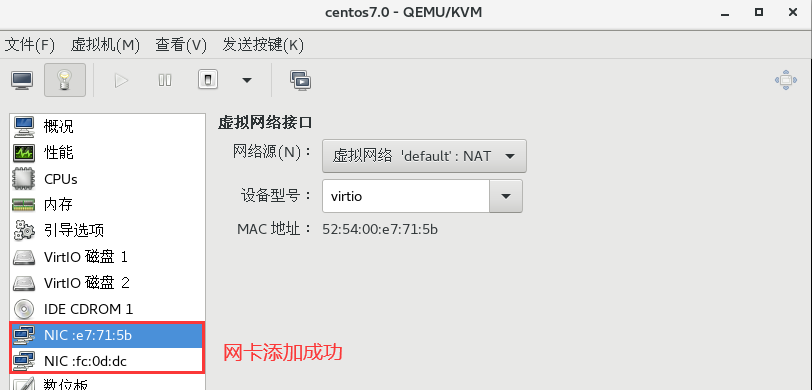 centos7.0 - QEMU/KVM
文件(F) 虚拟机(M) 查看(V) 发送按键(K)
概况
性能
CPUs
内存
引导选项
VirtIO 磁盘 1
VirtIO 磁盘 2
IDE CDROM 1
NIC :e7:71:5b
NIC :fc:0d:dc
数位板
虚拟网络接口
网络源(N)： 虚拟网络 'default' : NAT
设备型号： virtio
MAC 地址： 52:54:00:e7:71:5b
网卡添加成功